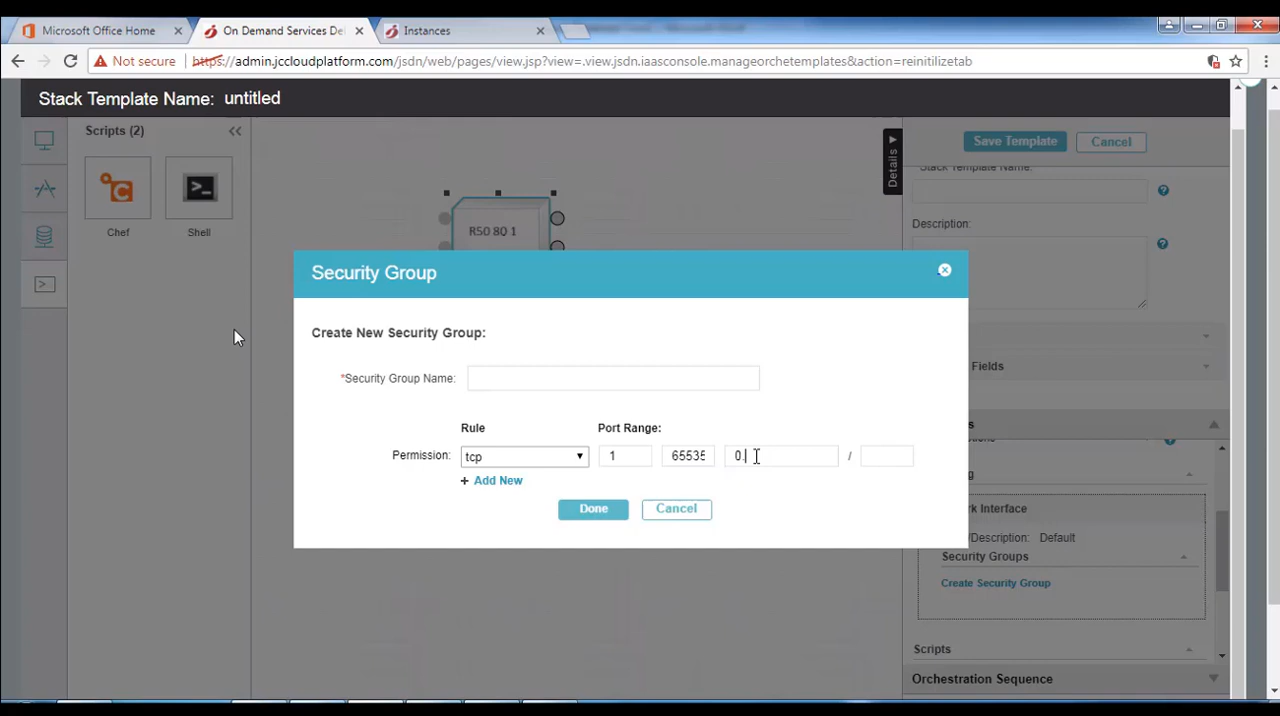 Microsoft Office Home
On Demand Services De
Instances
Not secure
https://admin.jccloudplatform.com/jsdn/web/pages/view.jsp?view=.view.jsdn.iaasconsole.manageorchetemplates&action=reinitilizetab
Stack Template Name: untitled
Scripts (2)
Chef
Shell
R50 80 1
Details
Save Template
Cancel
Stack Template Name:
Description:
Fields
Security Group
Create New Security Group:
*Security Group Name:
Rule
Port Range:
Permission:
tcp
1
65535
0.
/
+ Add New
Done
Cancel
k Interface
/Description: Default
Security Groups
Create Security Group
Scripts
Orchestration Sequence